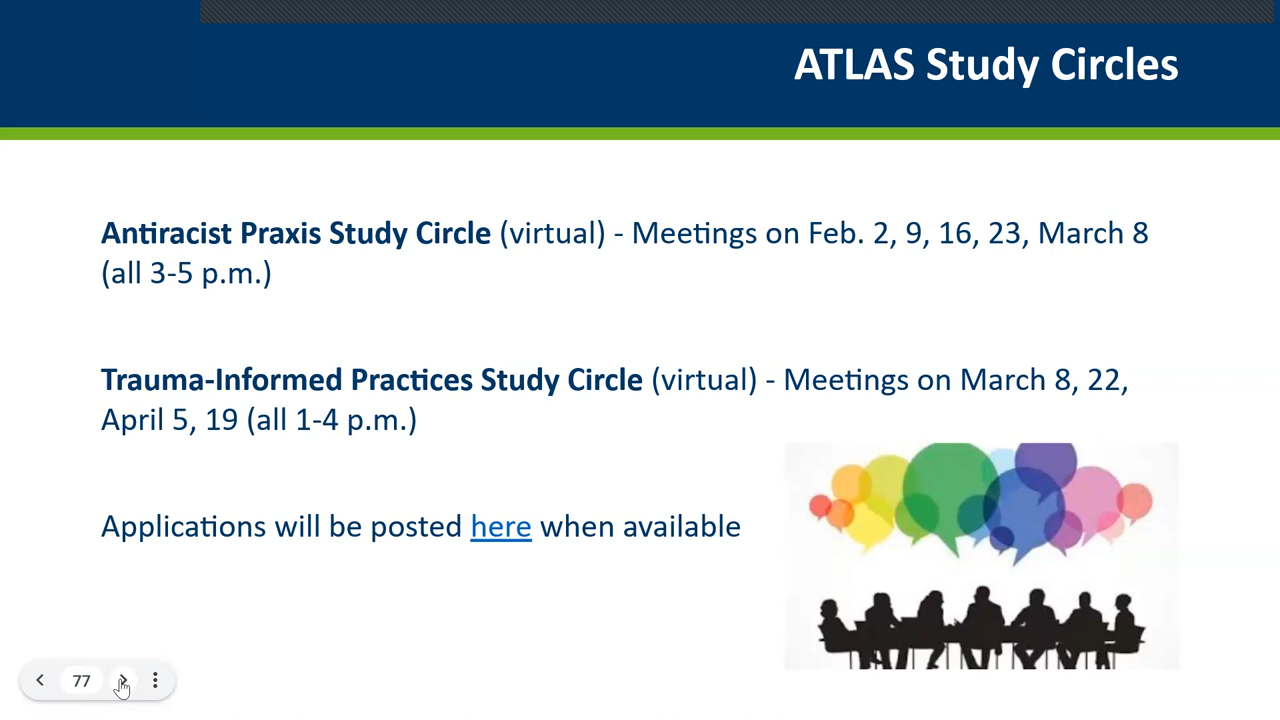 ATLAS Study Circles
Antiracist Praxis Study Circle (virtual) - Meetings on Feb. 2, 9, 16, 23, March 8
(all 3-5 p.m.)
Trauma-Informed Practices Study Circle (virtual) - Meetings on March 8, 22,
April 5, 19 (all 1-4 p.m.)
Applications will be posted here when available
77